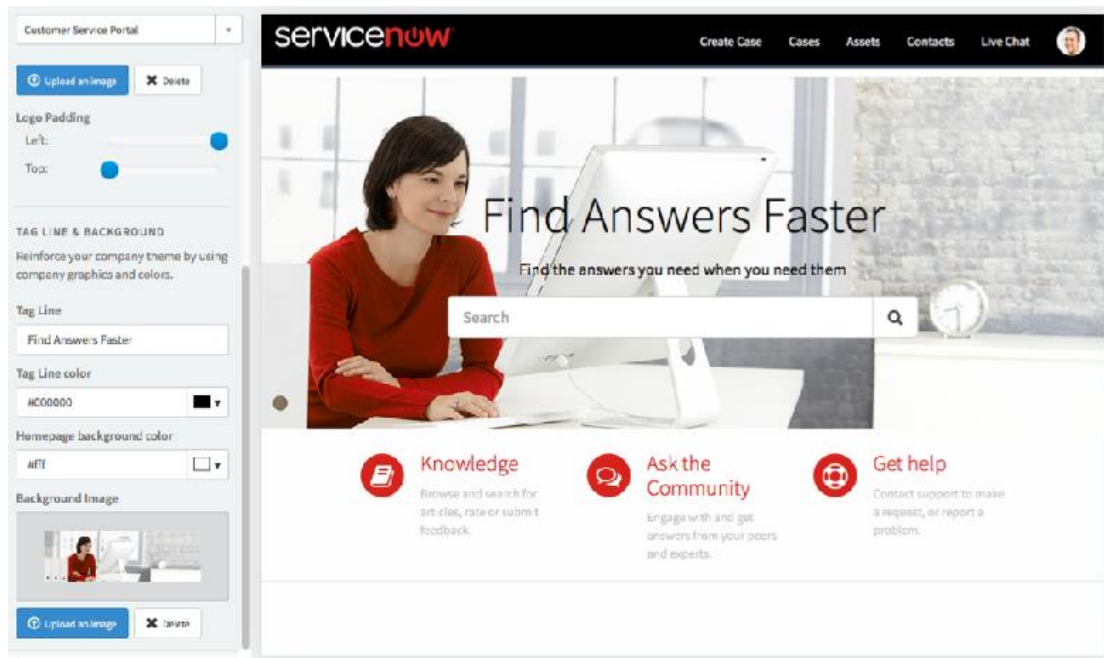 Customer Service Portal
Upload an image
Delete
Logo Padding
Left:
Top:
TAG LINE & BACKGROUND
Reinforce your company theme by using
company graphics and colors.
Tag Line
Find Answers Faster
Tag Line color
#000000
Homepage background color
#fff
Background Image
Upload an image
Delete
servicenow
Create Case
Cases
Assets
Contacts
Live Chat
Find Answers Faster
Find the answers you need when you need them
Search
Knowledge
Browse and search for
articles, rate or submit
feedback.
Ask the
Community
Engage with and get
answers from your peers
and experts.
Get help
Contact support to make
a request, or report a
problem.